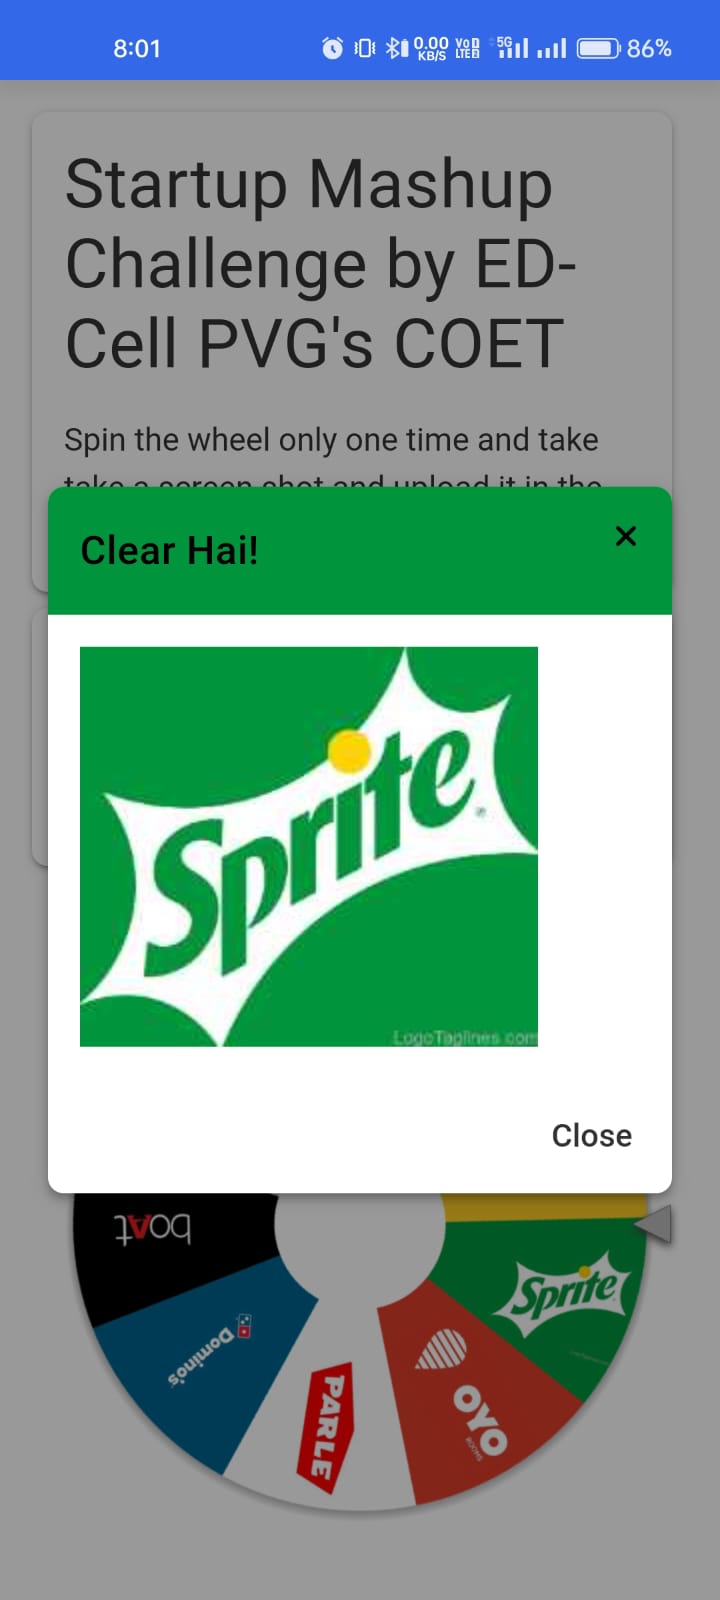 8:01 0.00 KB/S VoD LTE2 5G 86%
Startup Mashup
Challenge by ED-
Cell PVG's COET
Spin the wheel only one time and take
take a screen shot and upload it in the
Clear Hai!
Sprite
LogoTaglines.com
Close
boAt
Sprite
Domino's
OYO
ROOMS
PARLE